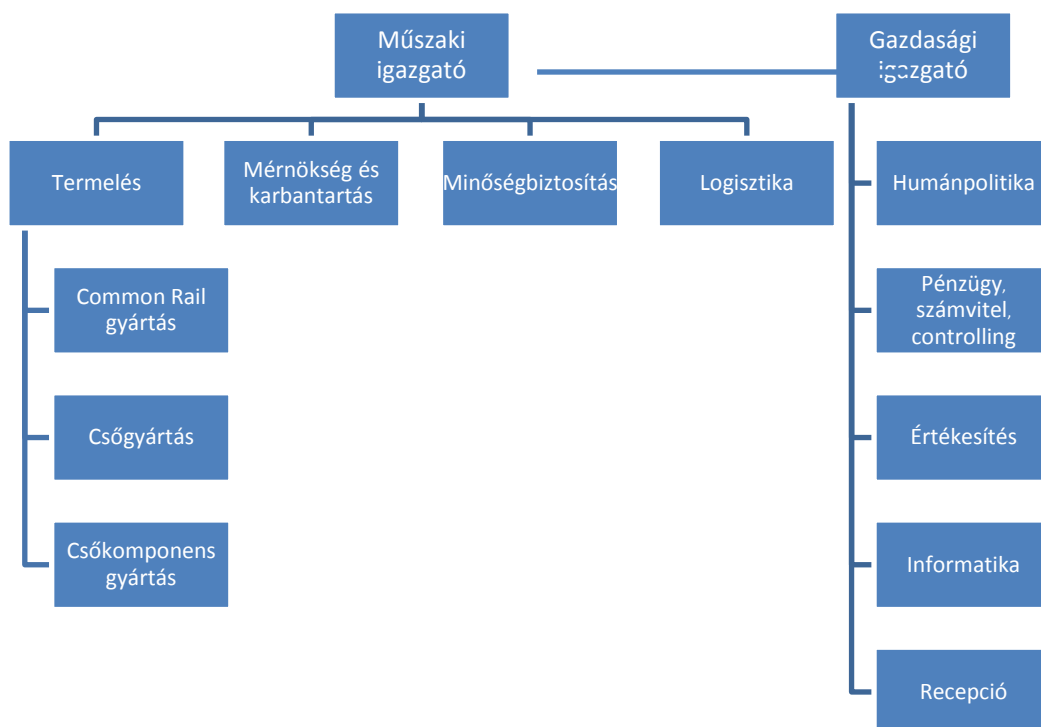 Műszaki
igazgató
Gazdasági
igazgató
Termelés
Mérnökség és
karbantartás
Minőségbiztosítás
Logisztika
Humánpolitika
Common Rail
gyártás
Pénzügy,
számvitel,
controlling
Csőgyártás
Értékesítés
Csőkomponens
gyártás
Informatika
Recepció